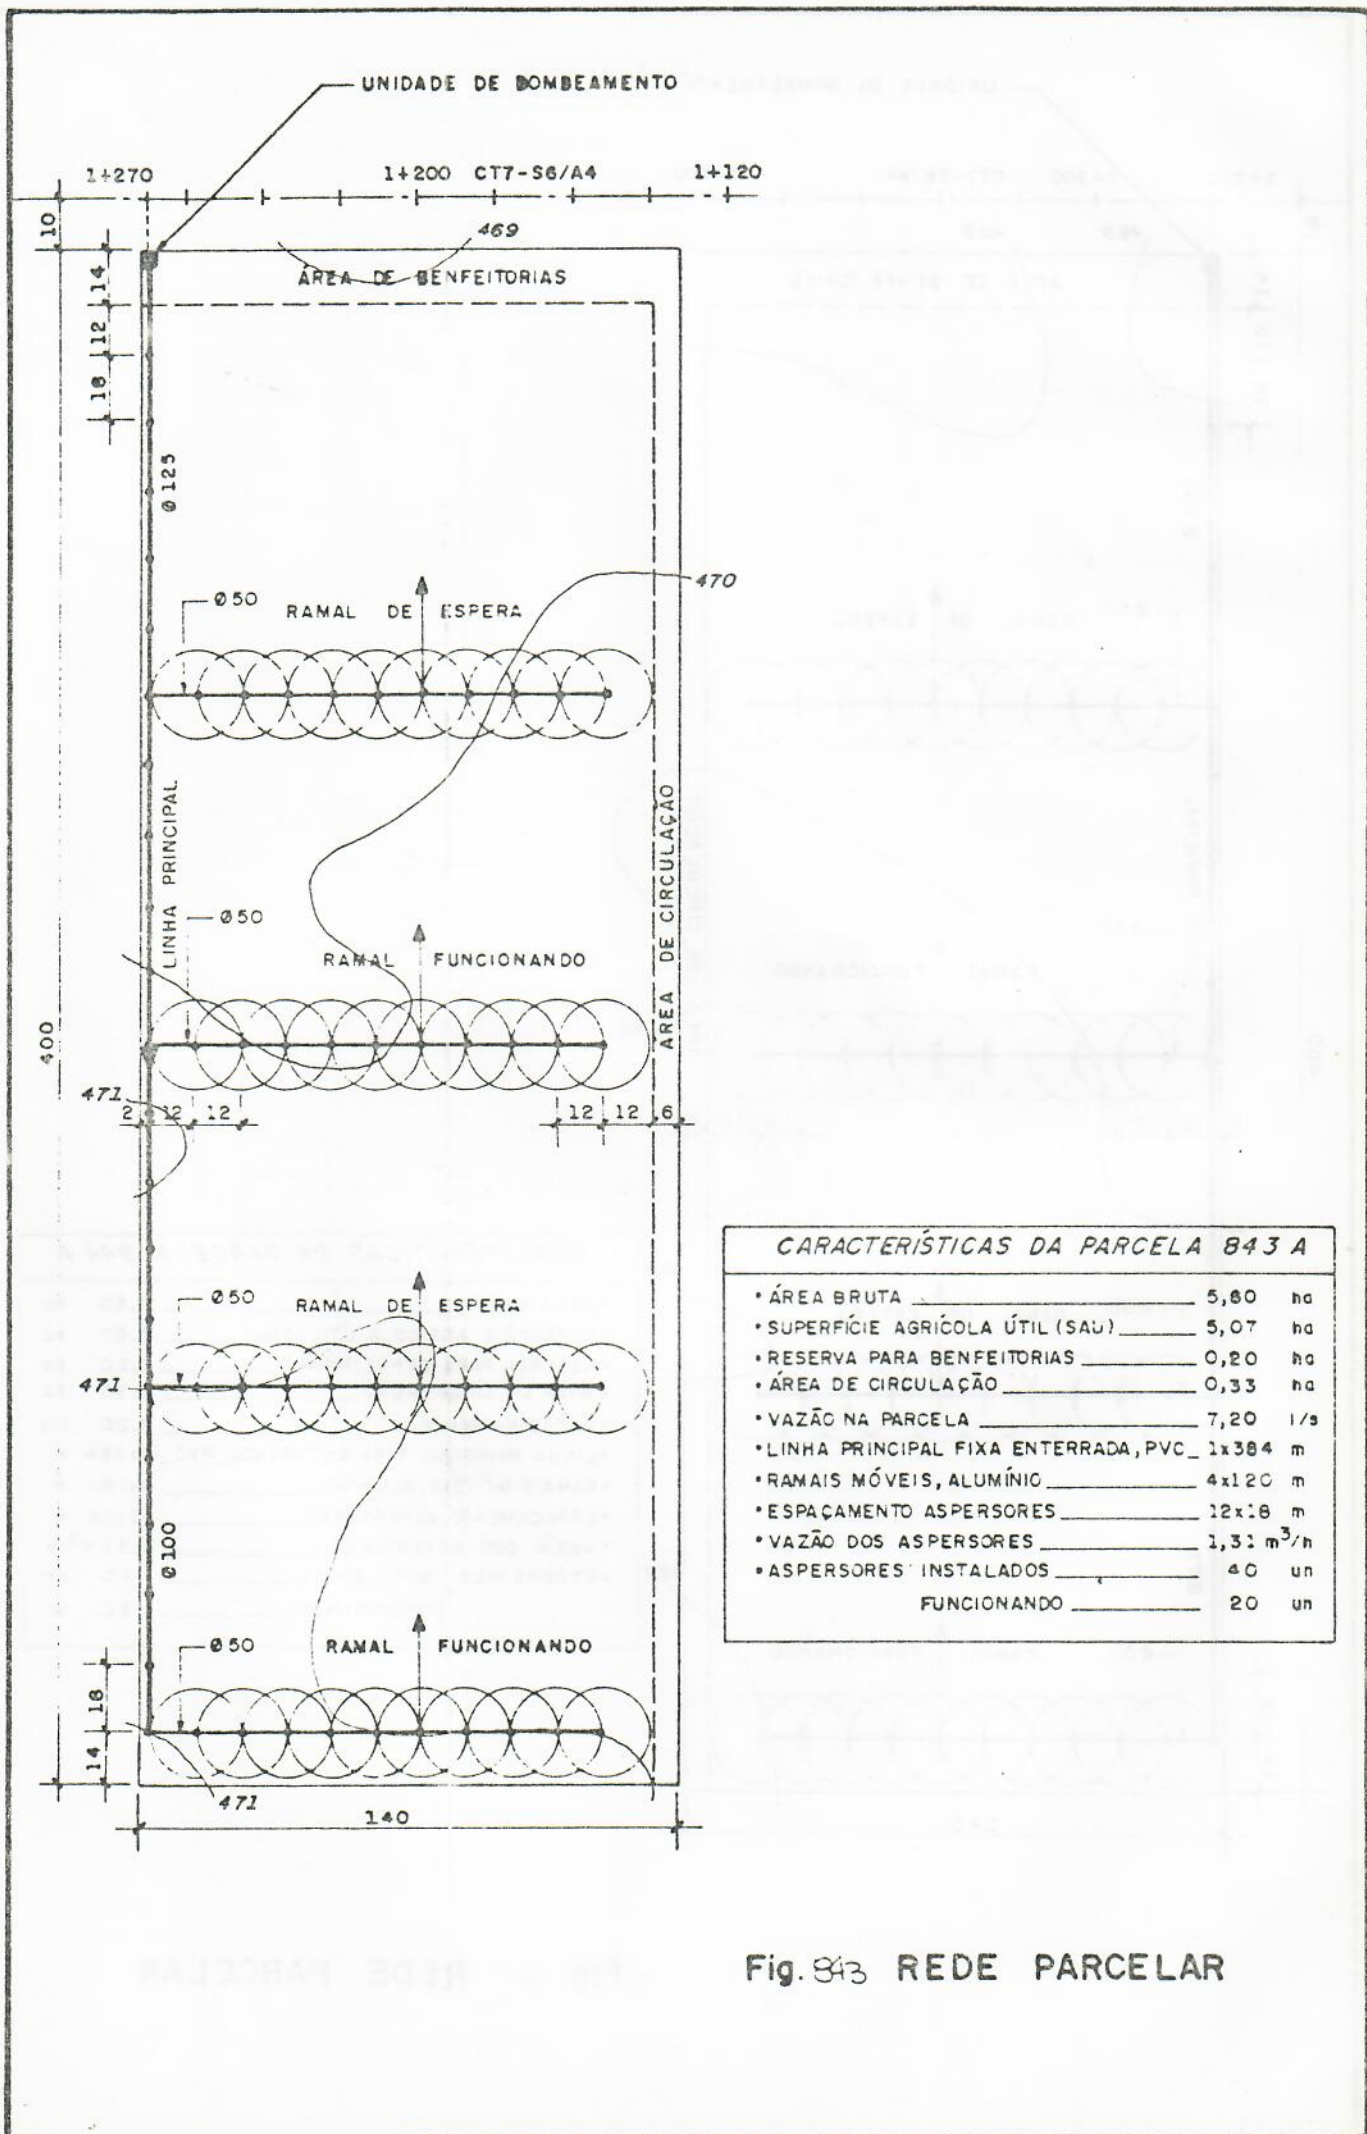 UNIDADE DE BOMBEAMENTO
1+270 1+200 CT7-S6/A4 1+120
10
469
14
ÁREA DE BENFEITORIAS
12
18
Ø125
470
Ø50 RAMAL DE ESPERA
LINHA PRINCIPAL
ÁREA DE CIRCULAÇÃO
Ø50
RAMAL FUNCIONANDO
400
471
2 12 12 12 12 6
Ø50 RAMAL DE ESPERA
471
Ø100
Ø50 RAMAL FUNCIONANDO
18
14
471
140
CARACTERÍSTICAS DA PARCELA 843 A
• ÁREA BRUTA 5,60 ha
• SUPERFÍCIE AGRÍCOLA ÚTIL (SAU) 5,07 ha
• RESERVA PARA BENFEITORIAS 0,20 ha
• ÁREA DE CIRCULAÇÃO 0,33 ha
• VAZÃO NA PARCELA 7,20 l/s
• LINHA PRINCIPAL FIXA ENTERRADA, PVC 1x384 m
• RAMAIS MÓVEIS, ALUMÍNIO 4x120 m
• ESPAÇAMENTO ASPERSORES 12x18 m
• VAZÃO DOS ASPERSORES 1,31 m³/h
• ASPERSORES INSTALADOS 40 un
FUNCIONANDO 20 un
Fig. 843 REDE PARCELAR